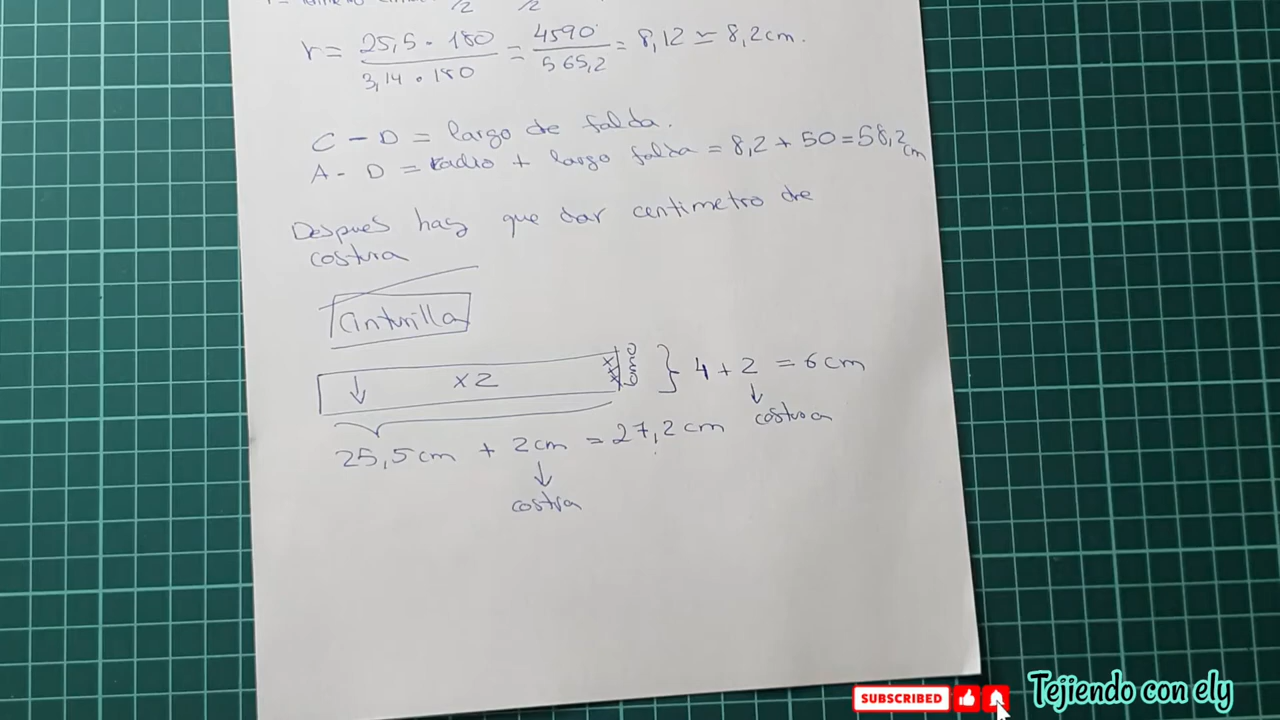 r = 25,5 · 180 / 3,14 · 180 = 4590 / 565,2 = 8,12 ≃ 8,2 cm.
C - D = largo de falda.
A - D = radio + largo falda = 8,2 + 50 = 58,2 cm
Después hay que dar centimetro de
costura
Cinturilla
x2
} 4 + 2 = 6 cm
costura
25,5 cm + 2 cm = 27,2 cm
costra
SUBSCRIBED
Tejiendo con ely